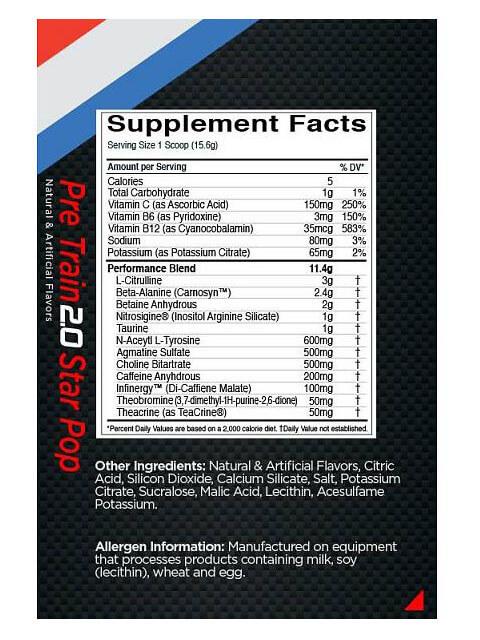 Supplement Facts
Serving Size 1 Scoop (15.6g)
Amount per Serving % DV*
Calories 5
Total Carbohydrate 1g 1%
Vitamin C (as Ascorbic Acid) 150mg 250%
Vitamin B6 (as Pyridoxine) 3mg 150%
Vitamin B12 (as Cyanocobalamin) 35mcg 583%
Sodium 80mg 3%
Potassium (as Potassium Citrate) 65mg 2%
Performance Blend 11.4g
L-Citrulline 3g †
Beta-Alanine (Carnosyn™) 2.4g †
Betaine Anhydrous 2g †
Nitrosigine® (Inositol Arginine Silicate) 1g †
Taurine 1g †
N-Aceytl L-Tyrosine 600mg †
Agmatine Sulfate 500mg †
Choline Bitartrate 500mg †
Caffeine Anyhdrous 200mg †
Infinergy™ (Di-Caffiene Malate) 100mg †
Theobromine (3,7-dimethyl-1H-purine-2,6-dione) 50mg †
Theacrine (as TeaCrine®) 50mg †
*Percent Daily Values are based on a 2,000 calorie diet. †Daily Value not established.
Pre Train 2.0 Star Pop
Natural & Artificial Flavors
Other Ingredients: Natural & Artificial Flavors, Citric
Acid, Silicon Dioxide, Calcium Silicate, Salt, Potassium
Citrate, Sucralose, Malic Acid, Lecithin, Acesulfame
Potassium.
Allergen Information: Manufactured on equipment
that processes products containing milk, soy
(lecithin), wheat and egg.